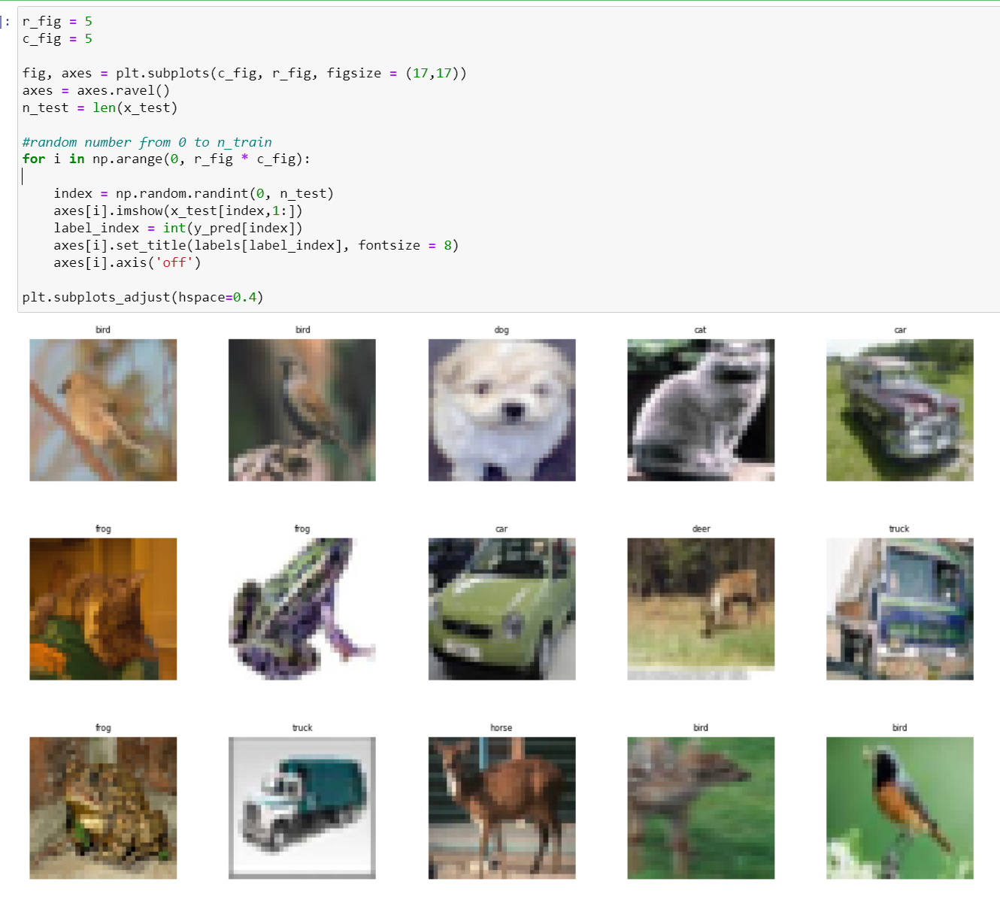 ]:
r_fig = 5
c_fig = 5
fig, axes = plt.subplots(c_fig, r_fig, figsize = (17,17))
axes = axes.ravel()
n_test = len(x_test)
#random number from 0 to n_train
for i in np.arange(0, r_fig * c_fig):
    index = np.random.randint(0, n_test)
    axes[i].imshow(x_test[index,1:])
    label_index = int(y_pred[index])
    axes[i].set_title(labels[label_index], fontsize = 8)
    axes[i].axis('off')
plt.subplots_adjust(hspace=0.4)
bird bird dog cat car
frog frog car deer truck
frog truck horse bird bird